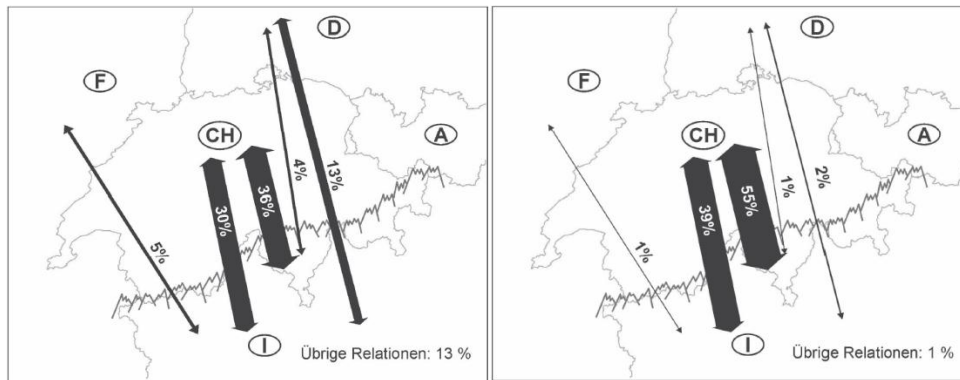 D
F
CH
A
4%
13%
36%
30%
5%
I
Übrige Relationen: 13 %
D
F
CH
A
2%
1%
55%
39%
1%
I
Übrige Relationen: 1 %